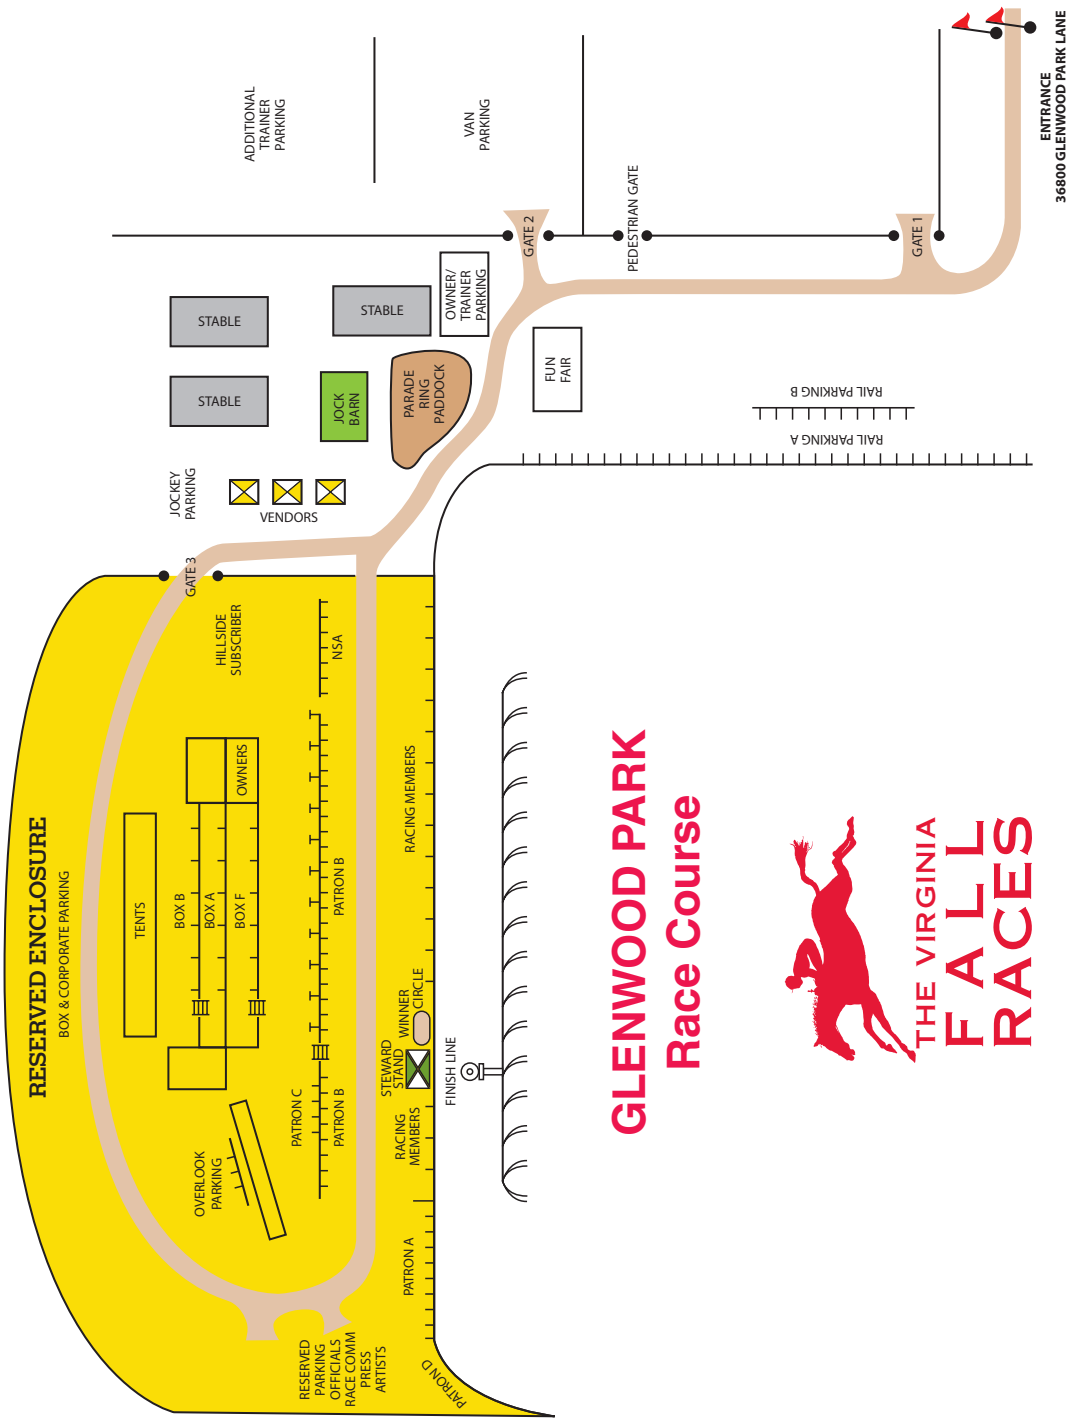 RESERVED ENCLOSURE
BOX & CORPORATE PARKING
TENTS
BOX B
BOX A
BOX F
OWNERS
HILLSIDE
SUBSCRIBER
GATE 3
NSA
PATRON B
PATRON C
PATRON B
OVERLOOK
PARKING
RACING MEMBERS
WINNER
CIRCLE
STEWARD
STAND
RACING
MEMBERS
PATRON A
PATRON D
RESERVED
PARKING
OFFICIALS
RACE COMM
PRESS
ARTISTS
FINISH LINE
JOCKEY
PARKING
VENDORS
STABLE
STABLE
STABLE
JOCK
BARN
PARADE
RING
PADDOCK
OWNER/
TRAINER
PARKING
ADDITIONAL
TRAINER
PARKING
VAN
PARKING
GATE 2
PEDESTRIAN GATE
FUN
FAIR
GATE 1
RAIL PARKING B
RAIL PARKING A
ENTRANCE
36800 GLENWOOD PARK LANE
GLENWOOD PARK
Race Course
THE VIRGINIA
FALL
RACES